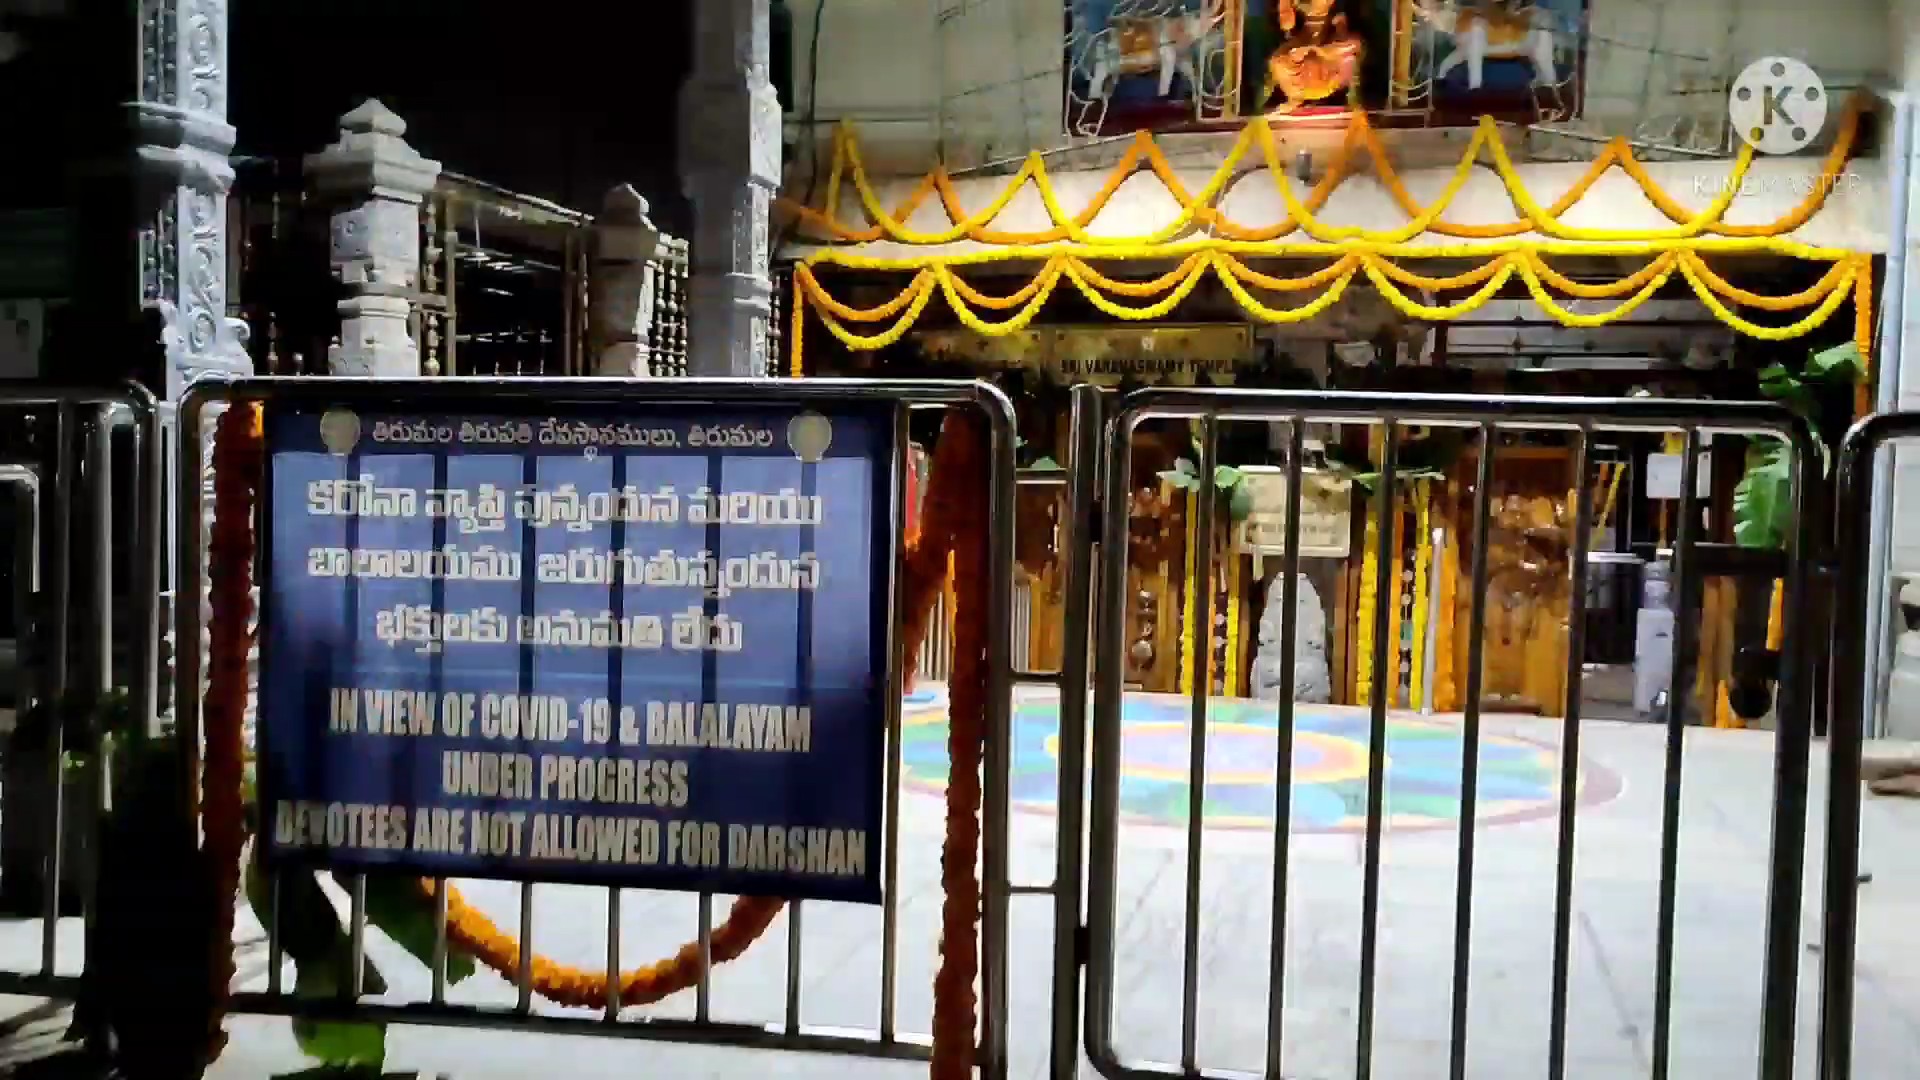 KINEMASTER
SRI VARAHASWAMY TEMPLE
తిరుమల తిరుపతి దేవస్థానములు, తిరుమల
కరోనా వ్యాప్తి వున్నందున మరియు
బాలాలయము జరుగుతున్నందున
భక్తులకు అనుమతి లేదు
IN VIEW OF COVID-19 & BALALAYAM
UNDER PROGRESS
DEVOTEES ARE NOT ALLOWED FOR DARSHAN